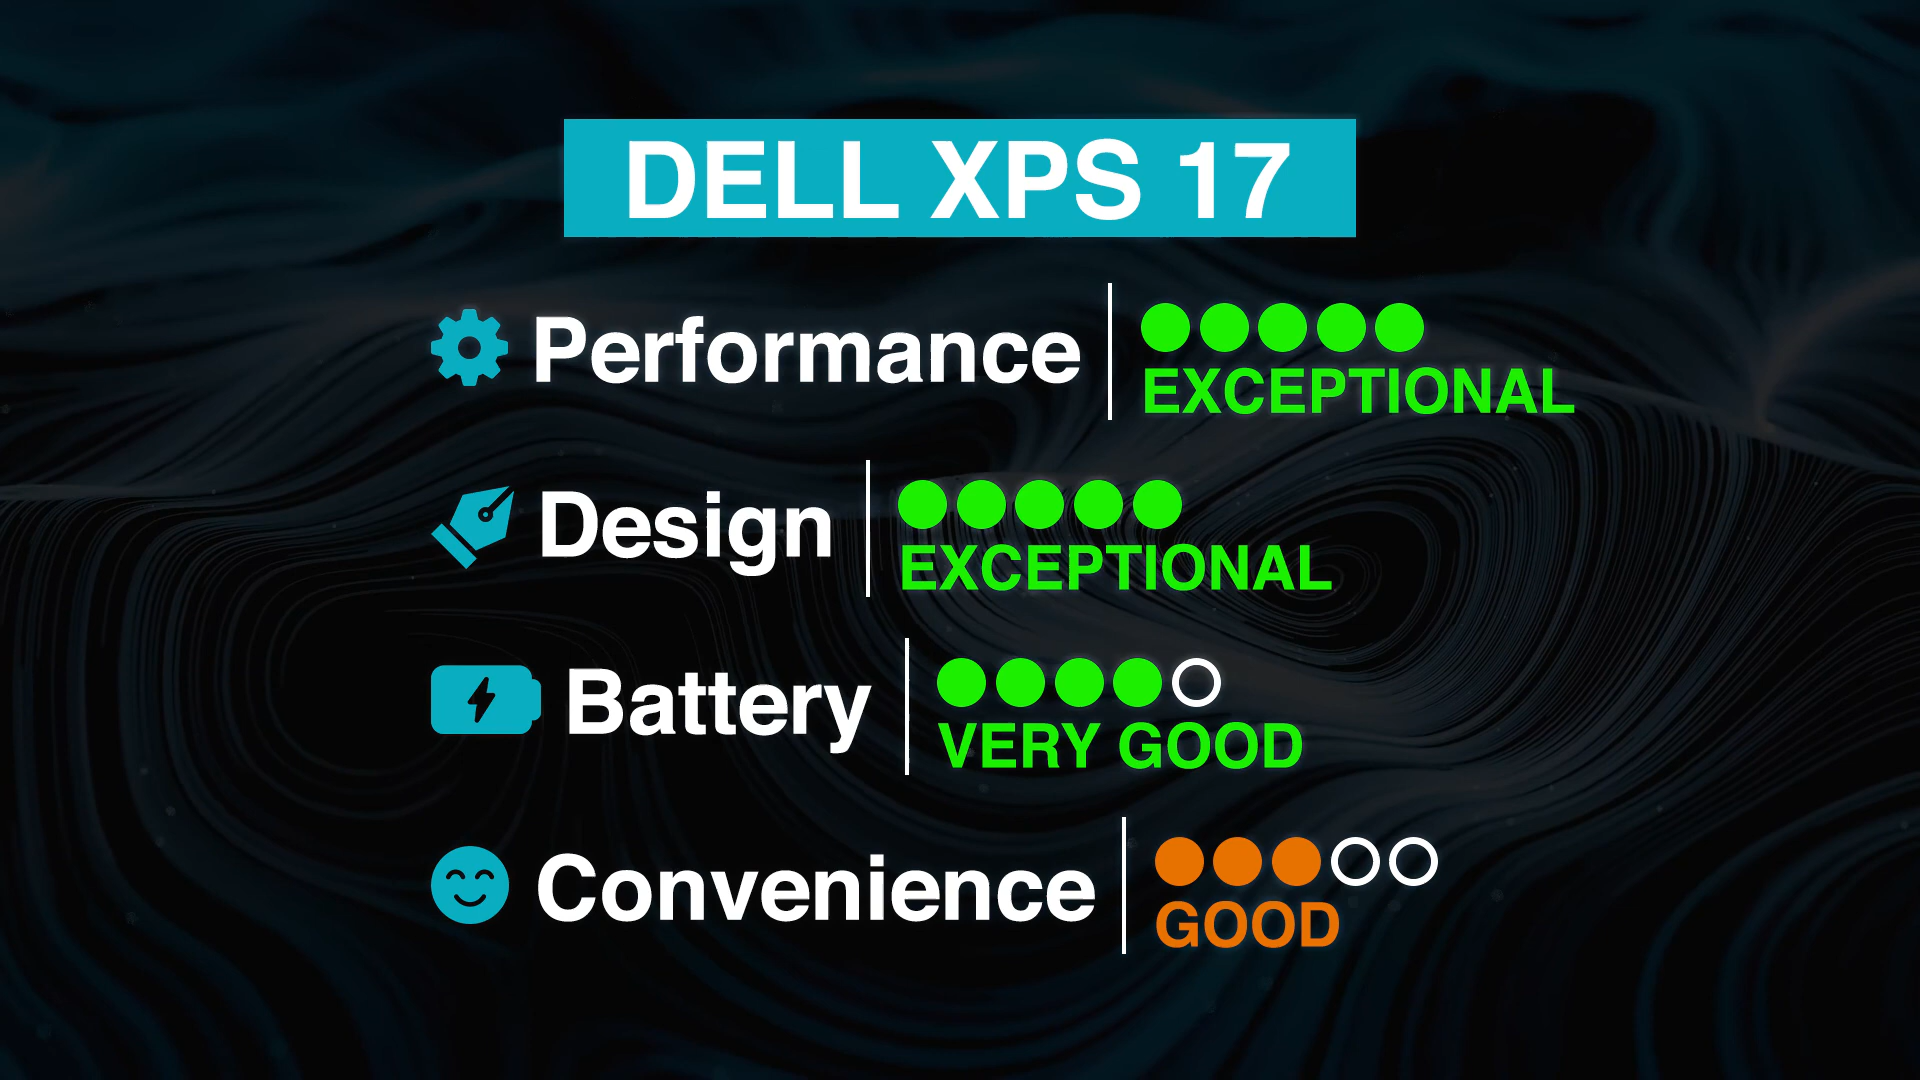 DELL XPS 17
Performance
EXCEPTIONAL
Design
EXCEPTIONAL
Battery
VERY GOOD
Convenience
GOOD